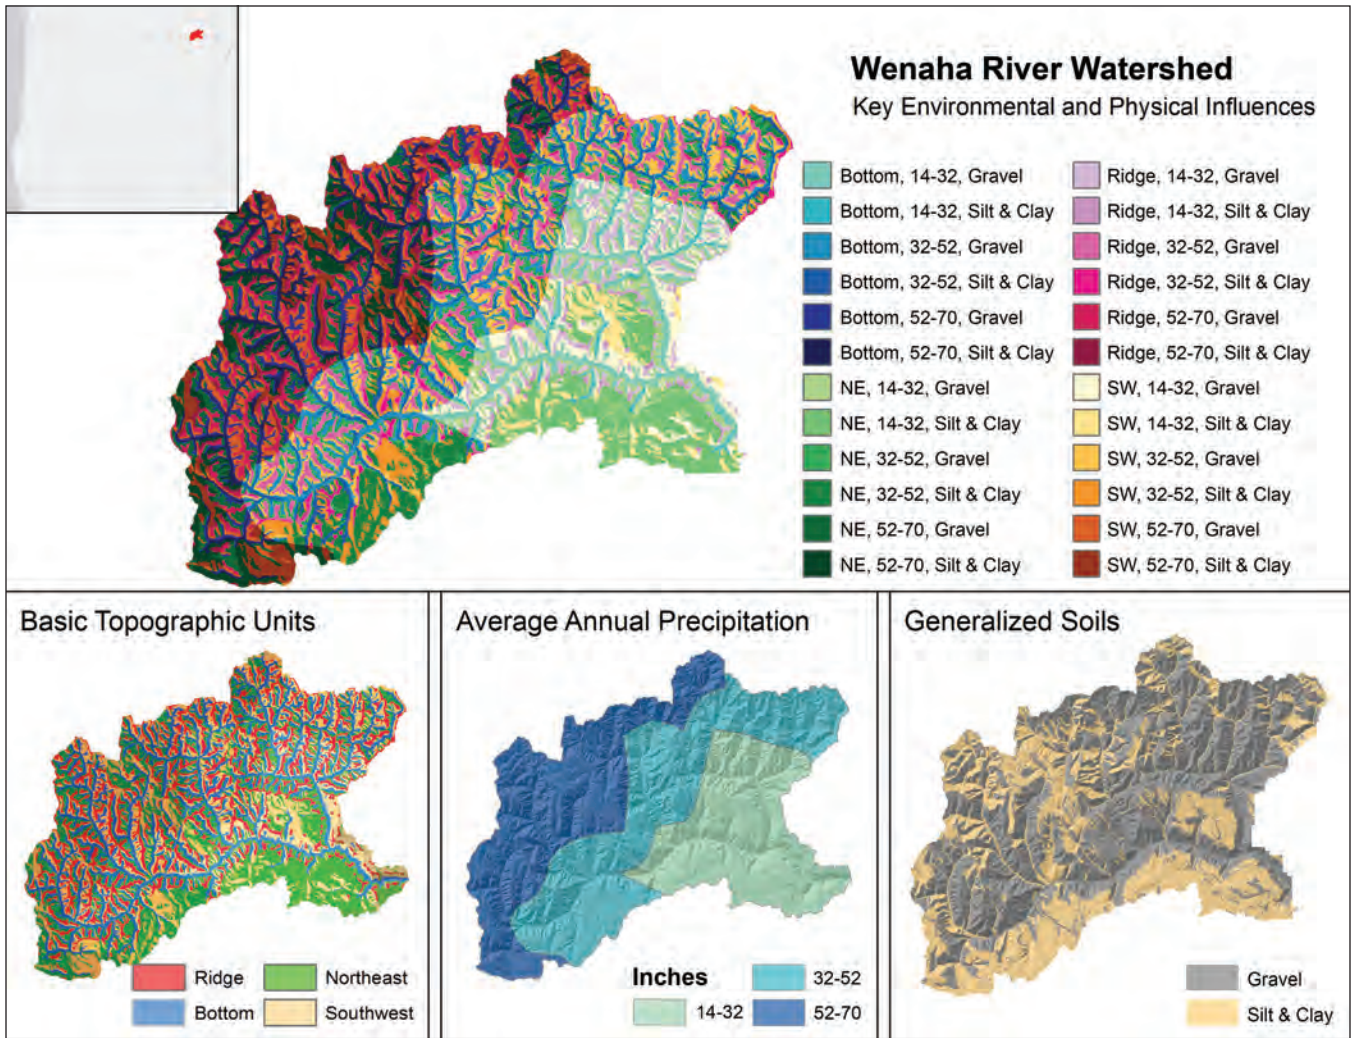 Wenaha River Watershed
Key Environmental and Physical Influences
Bottom, 14-32, Gravel
Bottom, 14-32, Silt & Clay
Bottom, 32-52, Gravel
Bottom, 32-52, Silt & Clay
Bottom, 52-70, Gravel
Bottom, 52-70, Silt & Clay
NE, 14-32, Gravel
NE, 14-32, Silt & Clay
NE, 32-52, Gravel
NE, 32-52, Silt & Clay
NE, 52-70, Gravel
NE, 52-70, Silt & Clay
Ridge, 14-32, Gravel
Ridge, 14-32, Silt & Clay
Ridge, 32-52, Gravel
Ridge, 32-52, Silt & Clay
Ridge, 52-70, Gravel
Ridge, 52-70, Silt & Clay
SW, 14-32, Gravel
SW, 14-32, Silt & Clay
SW, 32-52, Gravel
SW, 32-52, Silt & Clay
SW, 52-70, Gravel
SW, 52-70, Silt & Clay
Basic Topographic Units
Ridge
Northeast
Bottom
Southwest
Average Annual Precipitation
Inches
32-52
14-32
52-70
Generalized Soils
Gravel
Silt & Clay